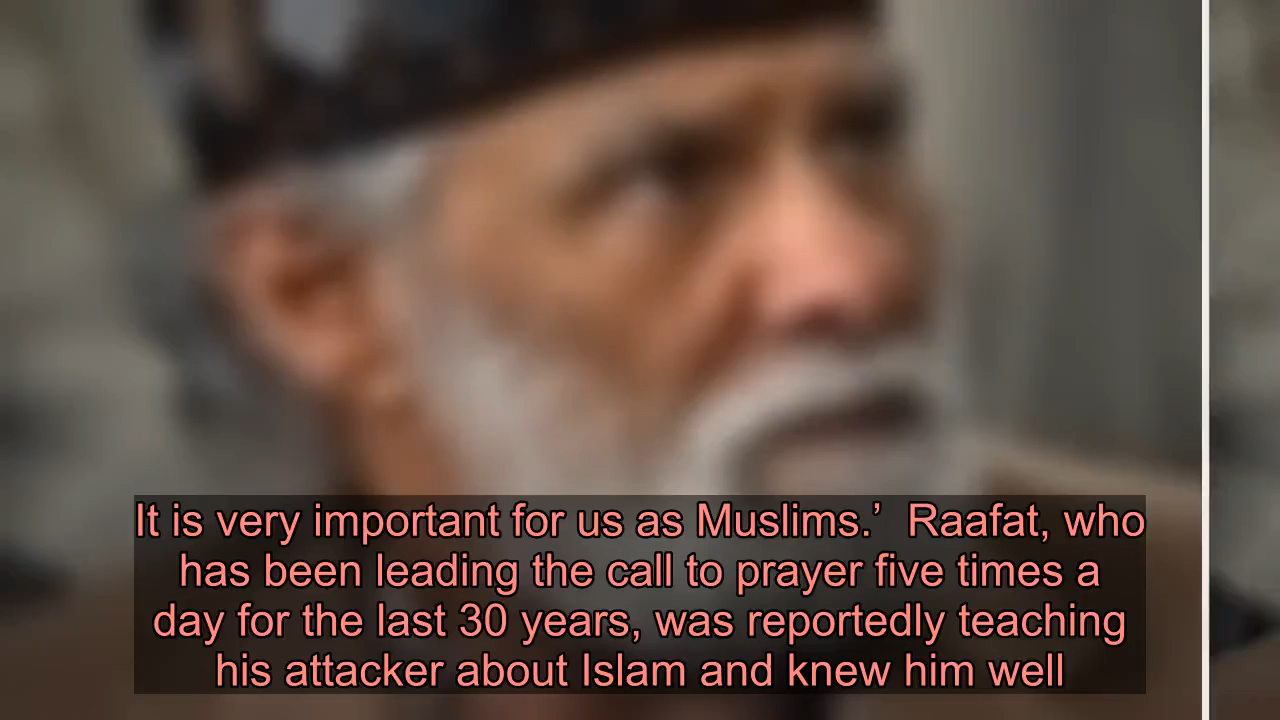 It is very important for us as Muslims.’  Raafat, who
has been leading the call to prayer five times a
day for the last 30 years, was reportedly teaching
his attacker about Islam and knew him well